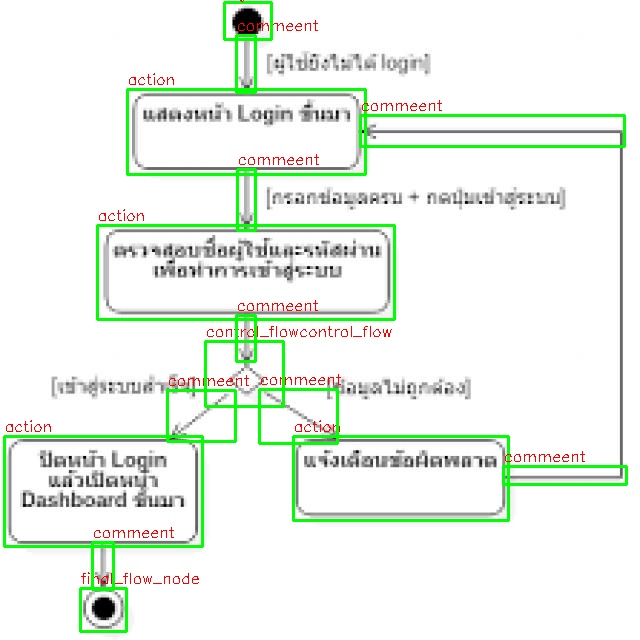 commeent
[ผู้ใช้ยังไม่ได้ login]
action
commeent
แสดงหน้า Login ขึ้นมา
commeent
[กรอกข้อมูลครบ + กดปุ่มเข้าสู่ระบบ]
action
ตรวจสอบชื่อผู้ใช้และรหัสผ่าน
เพื่อทำการเข้าสู่ระบบ
commeent
control_flowcontrol_flow
commeent
commeent
[เข้าสู่ระบบสำเร็จ]
ข้อมูลไม่ถูกต้อง]
action
action
ปิดหน้า Login
แล้วเปิดหน้า
Dashboard ขึ้นมา
แจ้งเตือนข้อผิดพลาด
commeent
commeent
final_flow_node